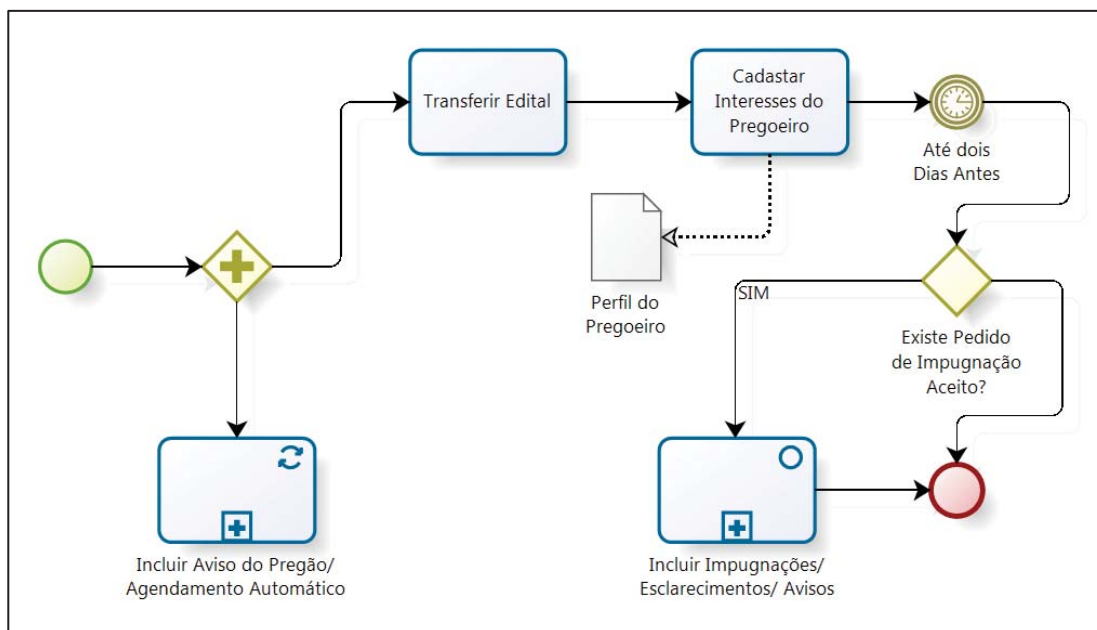 Transferir Edital
Cadastar
Interesses do
Pregoeiro
Até dois
Dias Antes
Perfil do
Pregoeiro
SIM
Existe Pedido
de Impugnação
Aceito?
Incluir Aviso do Pregão/
Agendamento Automático
Incluir Impugnações/
Esclarecimentos/ Avisos